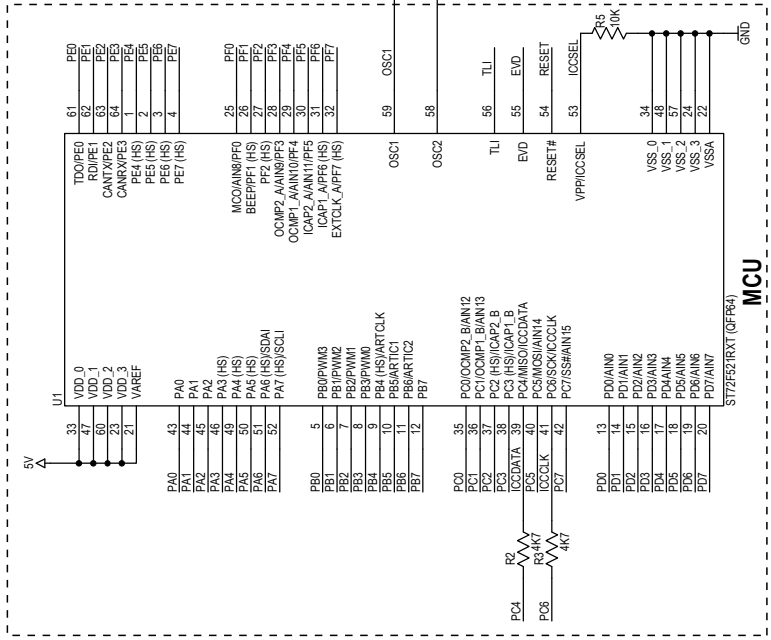 5V
U1
33 VDD_0
47 VDD_1
60 VDD_2
23 VDD_3
21 VAREF
PA0 43 PA0
PA1 44 PA1
PA2 45 PA2
PA3 46 PA3 (HS)
PA4 49 PA4 (HS)
PA5 50 PA5 (HS)
PA6 51 PA6 (HS)/SDAI
PA7 52 PA7 (HS)/SCLI
PB0 5 PB0/PWM3
PB1 6 PB1/PWM2
PB2 7 PB2/PWM1
PB3 8 PB3/PWM0
PB4 9 PB4 (HS)/ARTCLK
PB5 10 PB5/ARTIC1
PB6 11 PB6/ARTIC2
PB7 12 PB7
PC0 35 PC0/OCMP2_B/AIN12
PC1 36 PC1/OCMP1_B/AIN13
PC2 37 PC2 (HS)/ICAP2_B
PC3 38 PC3 (HS)/ICAP1_B
PC4 R2 4K7 ICCDATA 39 PC4/MISO/ICCDATA
PC5 40 PC5/MOSI/AIN14
PC6 R3 4K7 ICCCLK 41 PC6/SCK/ICCCLK
PC7 42 PC7/SS#/AIN15
PD0 13 PD0/AIN0
PD1 14 PD1/AIN1
PD2 15 PD2/AIN2
PD3 16 PD3/AIN3
PD4 17 PD4/AIN4
PD5 18 PD5/AIN5
PD6 19 PD6/AIN6
PD7 20 PD7/AIN7
TDO/PE0 61 PE0
RDI/PE1 62 PE1
CANTX/PE2 63 PE2
CANRX/PE3 64 PE3
PE4 (HS) 1 PE4
PE5 (HS) 2 PE5
PE6 (HS) 3 PE6
PE7 (HS) 4 PE7
MCO/AIN8/PF0 25 PF0
BEEP/PF1 (HS) 26 PF1
PF2 (HS) 27 PF2
OCMP2_A/AIN9/PF3 28 PF3
OCMP1_A/AIN10/PF4 29 PF4
ICAP2_A/AIN11/PF5 30 PF5
ICAP1_A/PF6 (HS) 31 PF6
EXTCLK_A/PF7 (HS) 32 PF7
OSC1 59 OSC1
OSC2 58
TLI 56 TLI
EVD 55 EVD
RESET# 54 RESET
VPP/ICCSEL 53 ICCSEL
R5
10K
VSS_0 34
VSS_1 48
VSS_2 57
VSS_3 24
VSSA 22
GND
ST72F521RXT (QFP64)
MCU